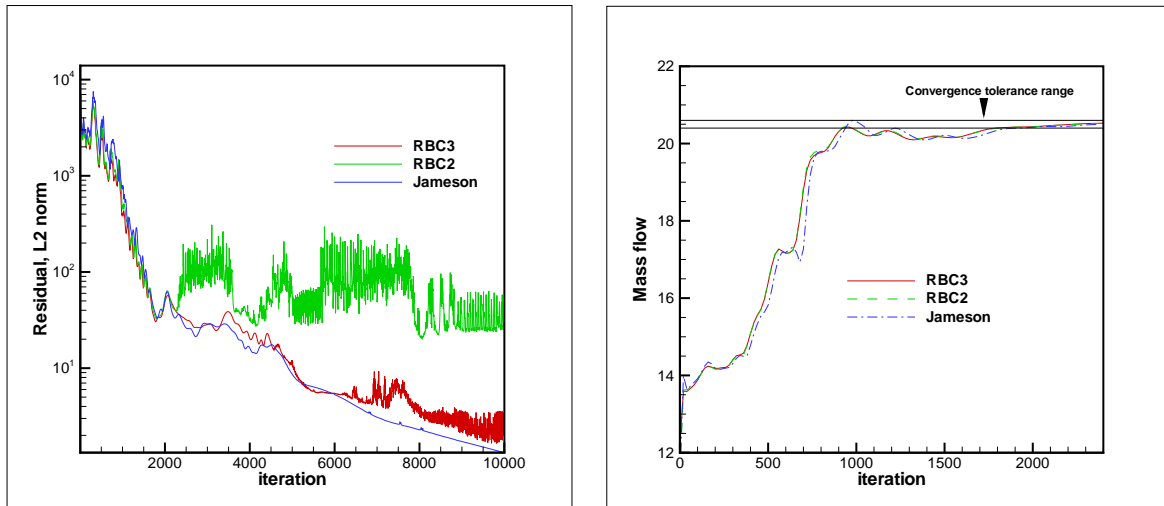 Residual, L2 norm
10^4
10^3
10^2
10^1
RBC3
RBC2
Jameson
2000 4000 6000 8000 10000
iteration
Mass flow
22
20
18
16
14
12
Convergence tolerance range
RBC3
RBC2
Jameson
0 500 1000 1500 2000
iteration